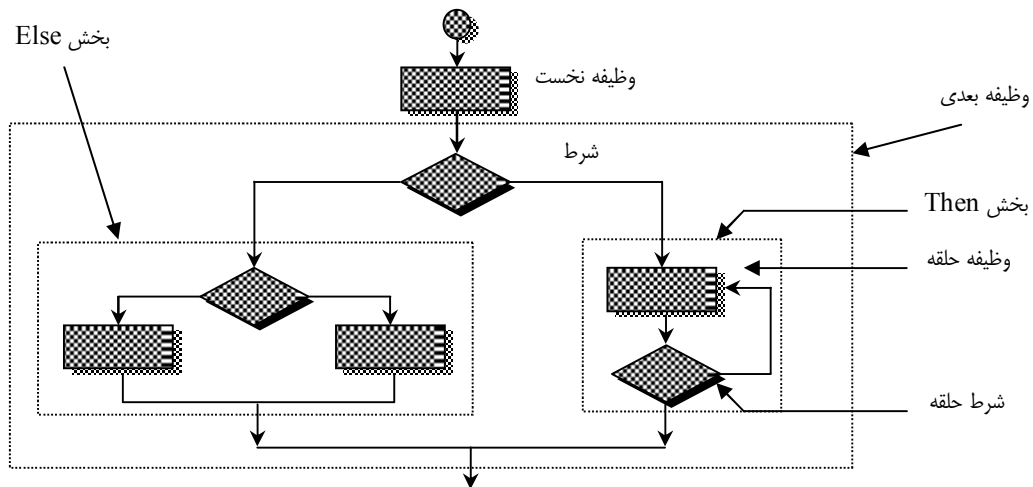 بخش Else
وظیفه نخست
وظیفه بعدی
شرط
بخش Then
وظیفه حلقه
شرط حلقه